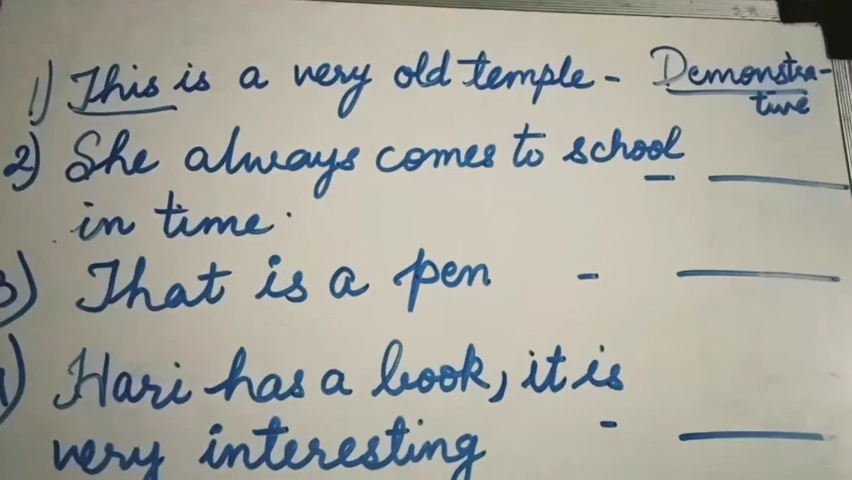 1) This is a very old temple - Demonstra-
tive
2) She always comes to school - ______
in time.
3) That is a pen - ______
) Hari has a book, it is
very interesting - ______